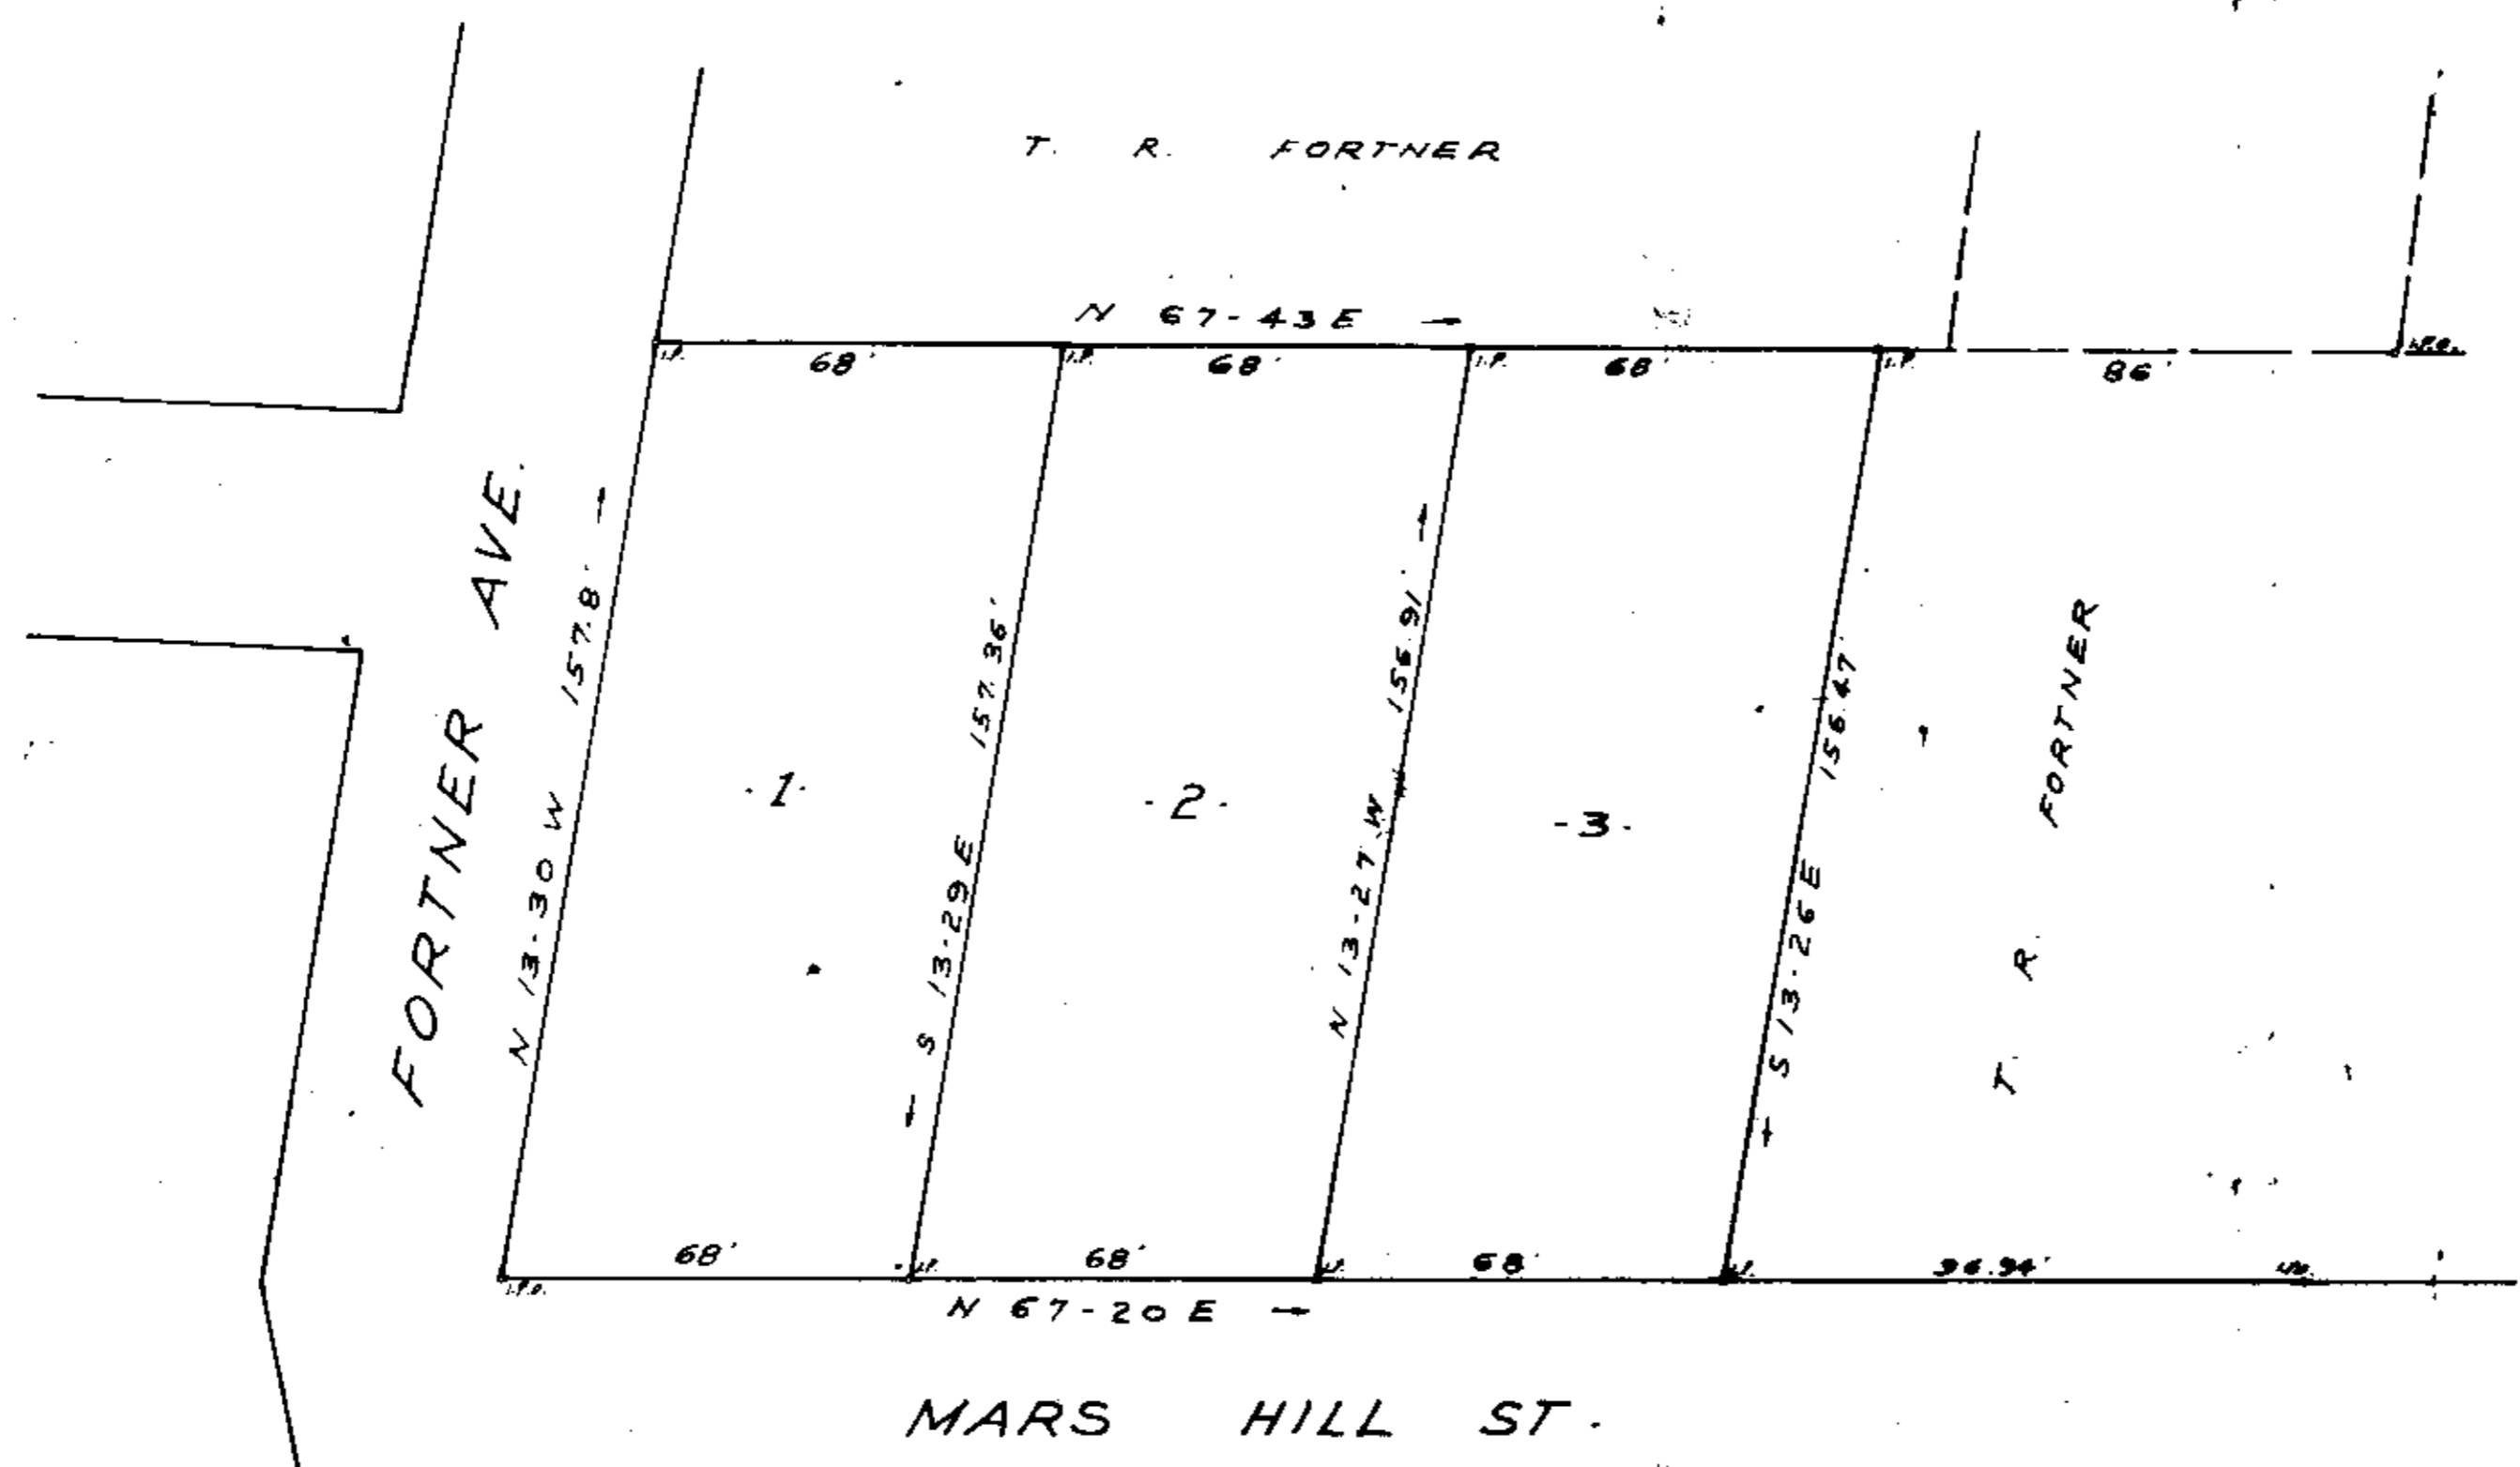 T. R. FORTNER
N 67-43 E
I.P. 68' I.P. 68' I.P. 68' I.P. 86'
FORTNER AVE.
N 13-30 W 157.8'
S 13-29 E 157.36'
N 13-27 W 156.91'
S 13-26 E 156.47'
T R FORTNER
·1·
-2-
-3-
68' 68' 68' 96.94'
I.P.O. I.P. I.P. I.P.
N 67-20 E
MARS HILL ST.